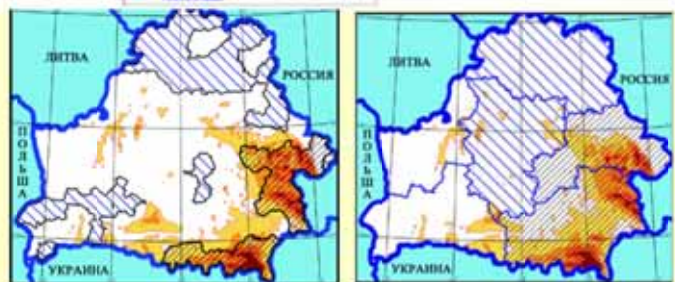 ЛИТВА
РОССИЯ
ПОЛЬША
УКРАИНА
ЛИТВА
РОССИЯ
ПОЛЬША
УКРАИНА